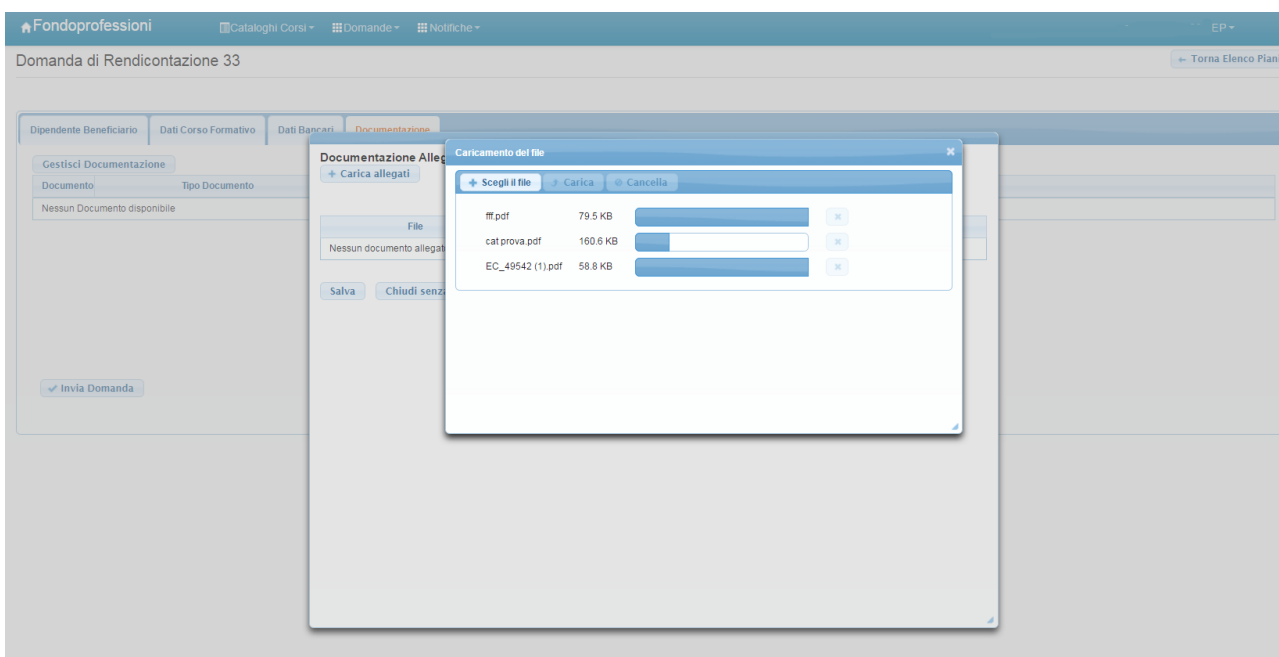 Fondoprofessioni Cataloghi Corsi Domande Notifiche EP
Domanda di Rendicontazione 33 Torna Elenco Piani
Dipendente Beneficiario Dati Corso Formativo Dati Bancari Documentazione
Gestisci Documentazione
Documento Tipo Documento
Nessun Documento disponibile
Invia Domanda
Documentazione Alleg
+ Carica allegati
File
Nessun documento allegato
Salva Chiudi senza
Caricamento del file
Scegli il file Carica Cancella
fff.pdf 79.5 KB
cat prova.pdf 160.6 KB
EC_49542 (1).pdf 58.8 KB